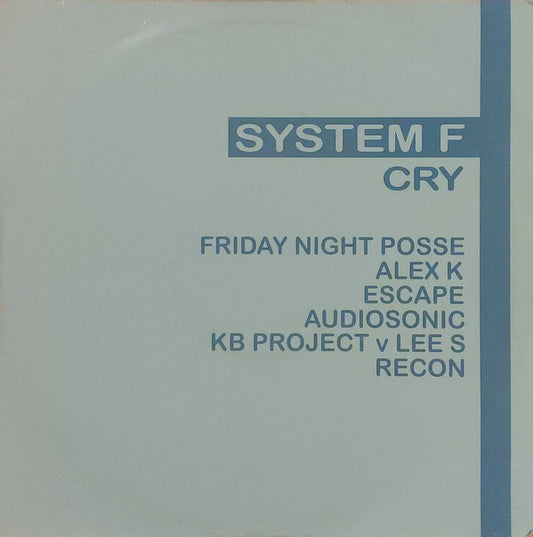 SYSTEM F
CRY
FRIDAY NIGHT POSSE
ALEX K
ESCAPE
AUDIOSONIC
KB PROJECT v LEE S
RECON